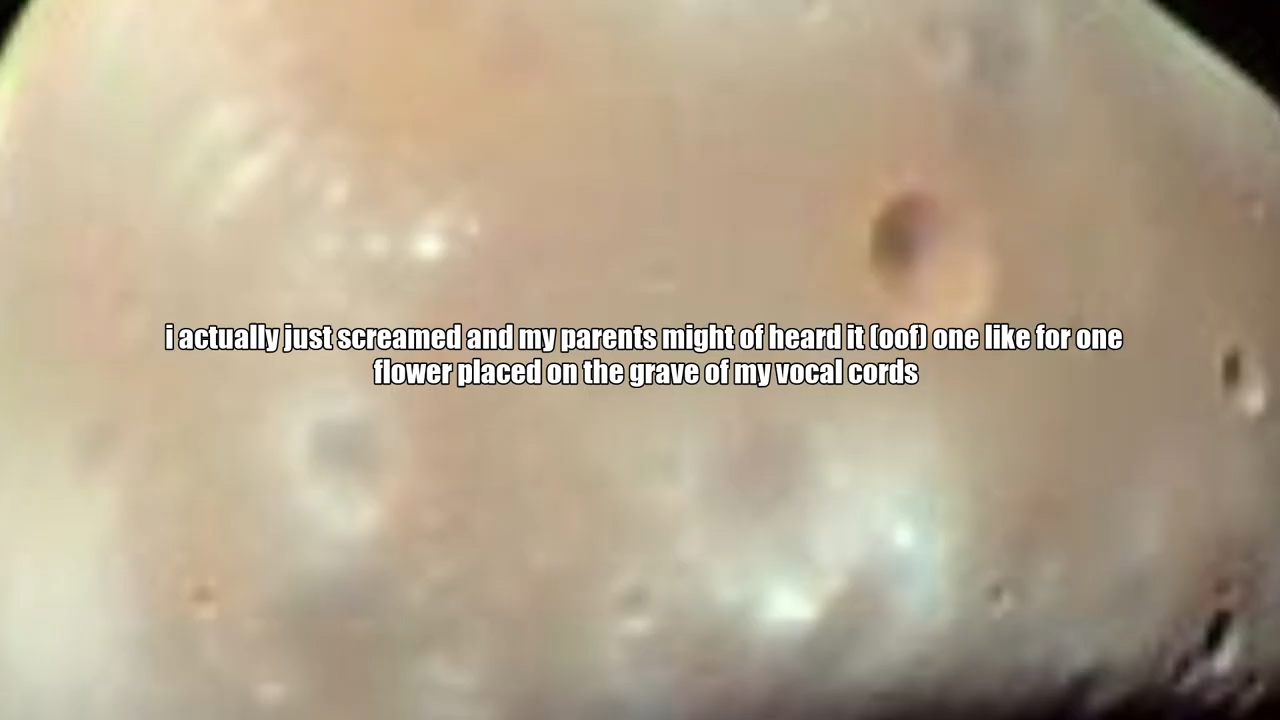 i actually just screamed and my parents might of heard it (oof) one like for one
flower placed on the grave of my vocal cords